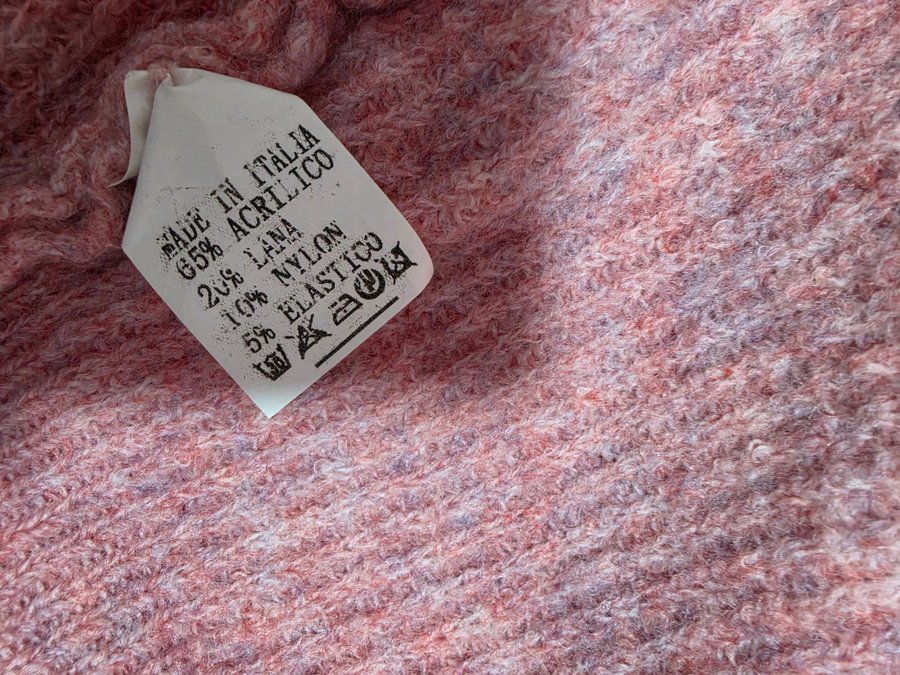 MADE IN ITALIA
65% ACRILICO
20% LANA
10% NYLON
5% ELASTICO